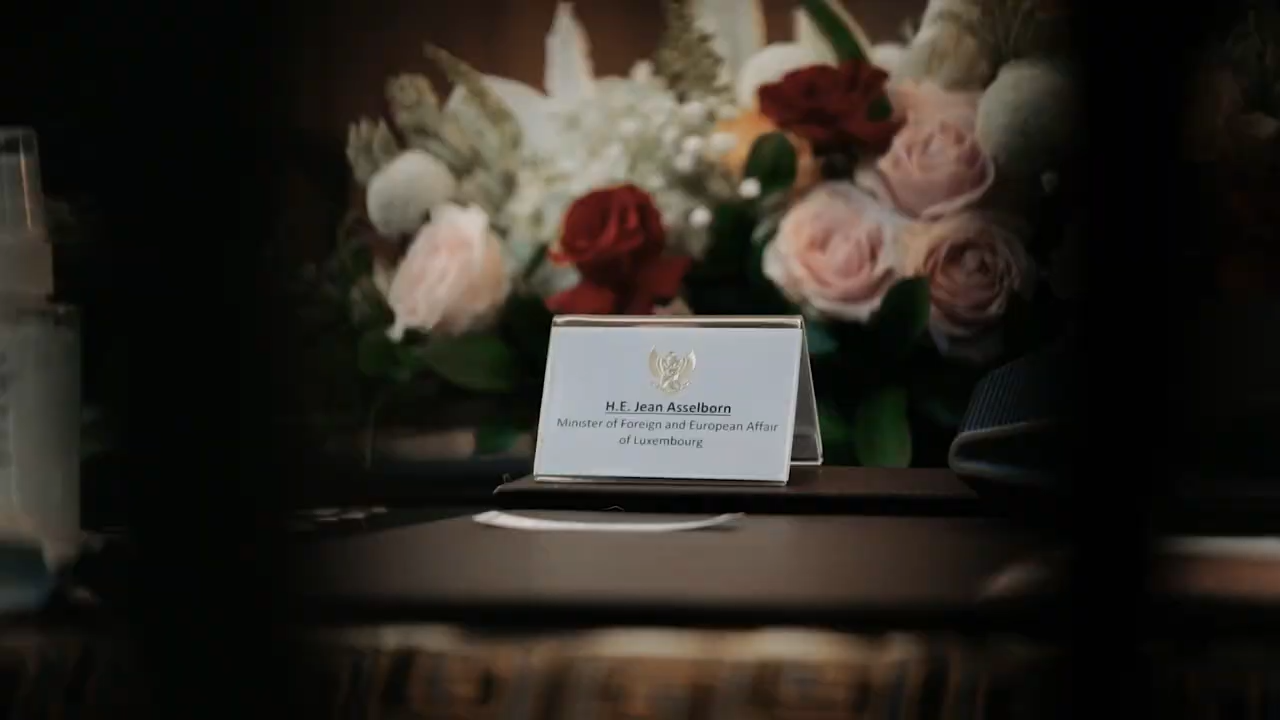 H.E. Jean Asselborn
Minister of Foreign and European Affair
of Luxembourg